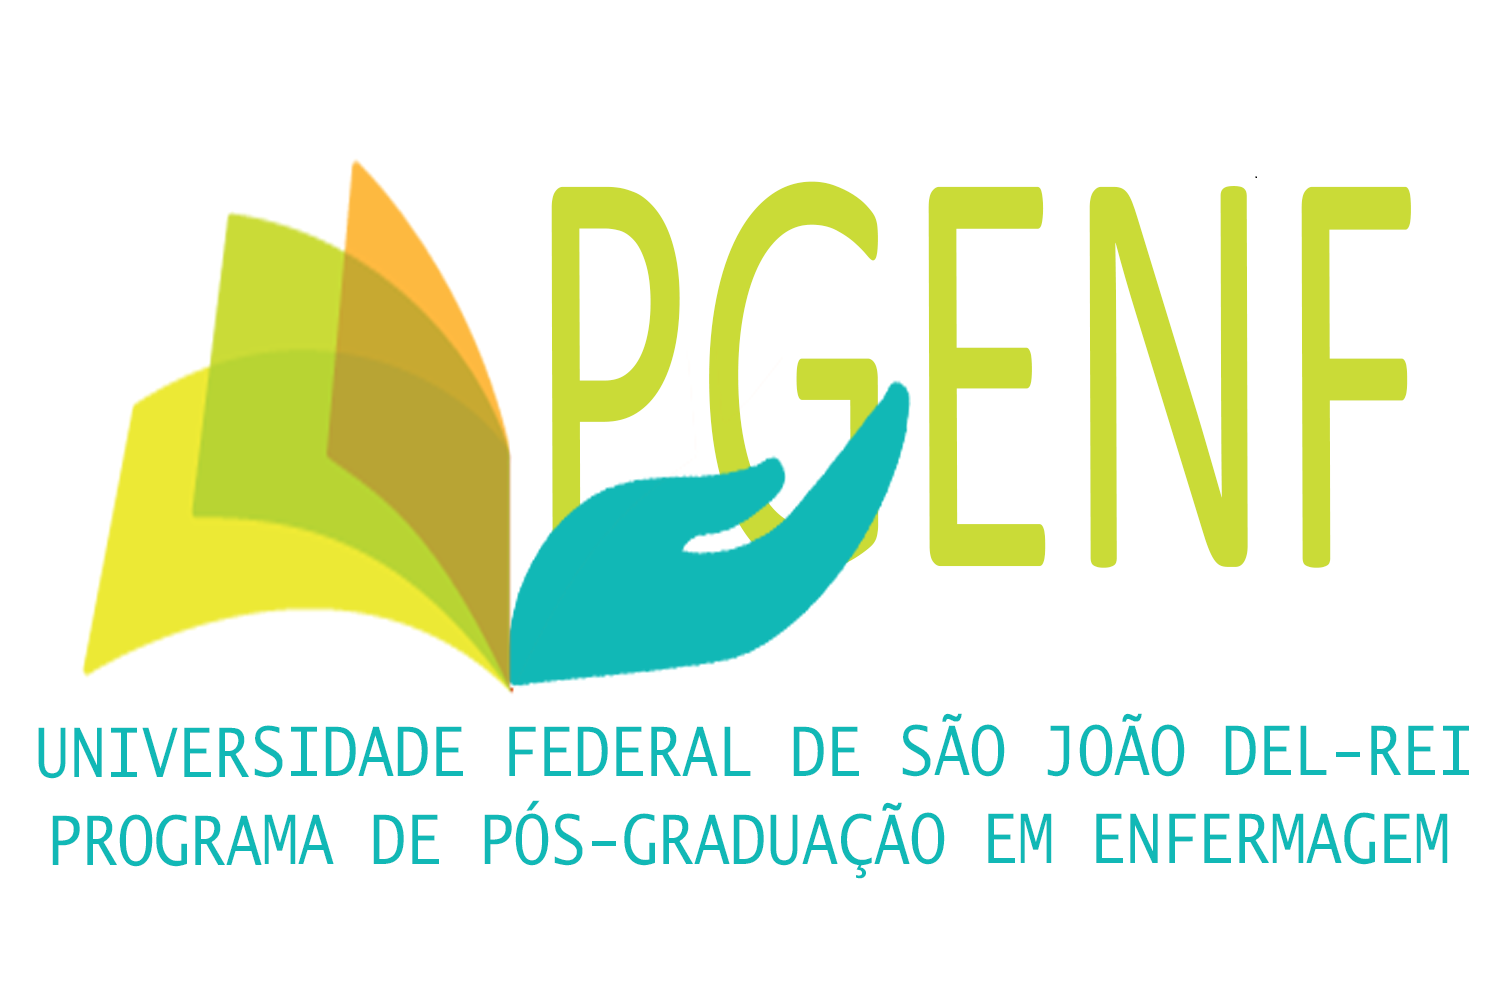 PGENF
UNIVERSIDADE FEDERAL DE SÃO JOÃO DEL-REI
PROGRAMA DE PÓS-GRADUAÇÃO EM ENFERMAGEM